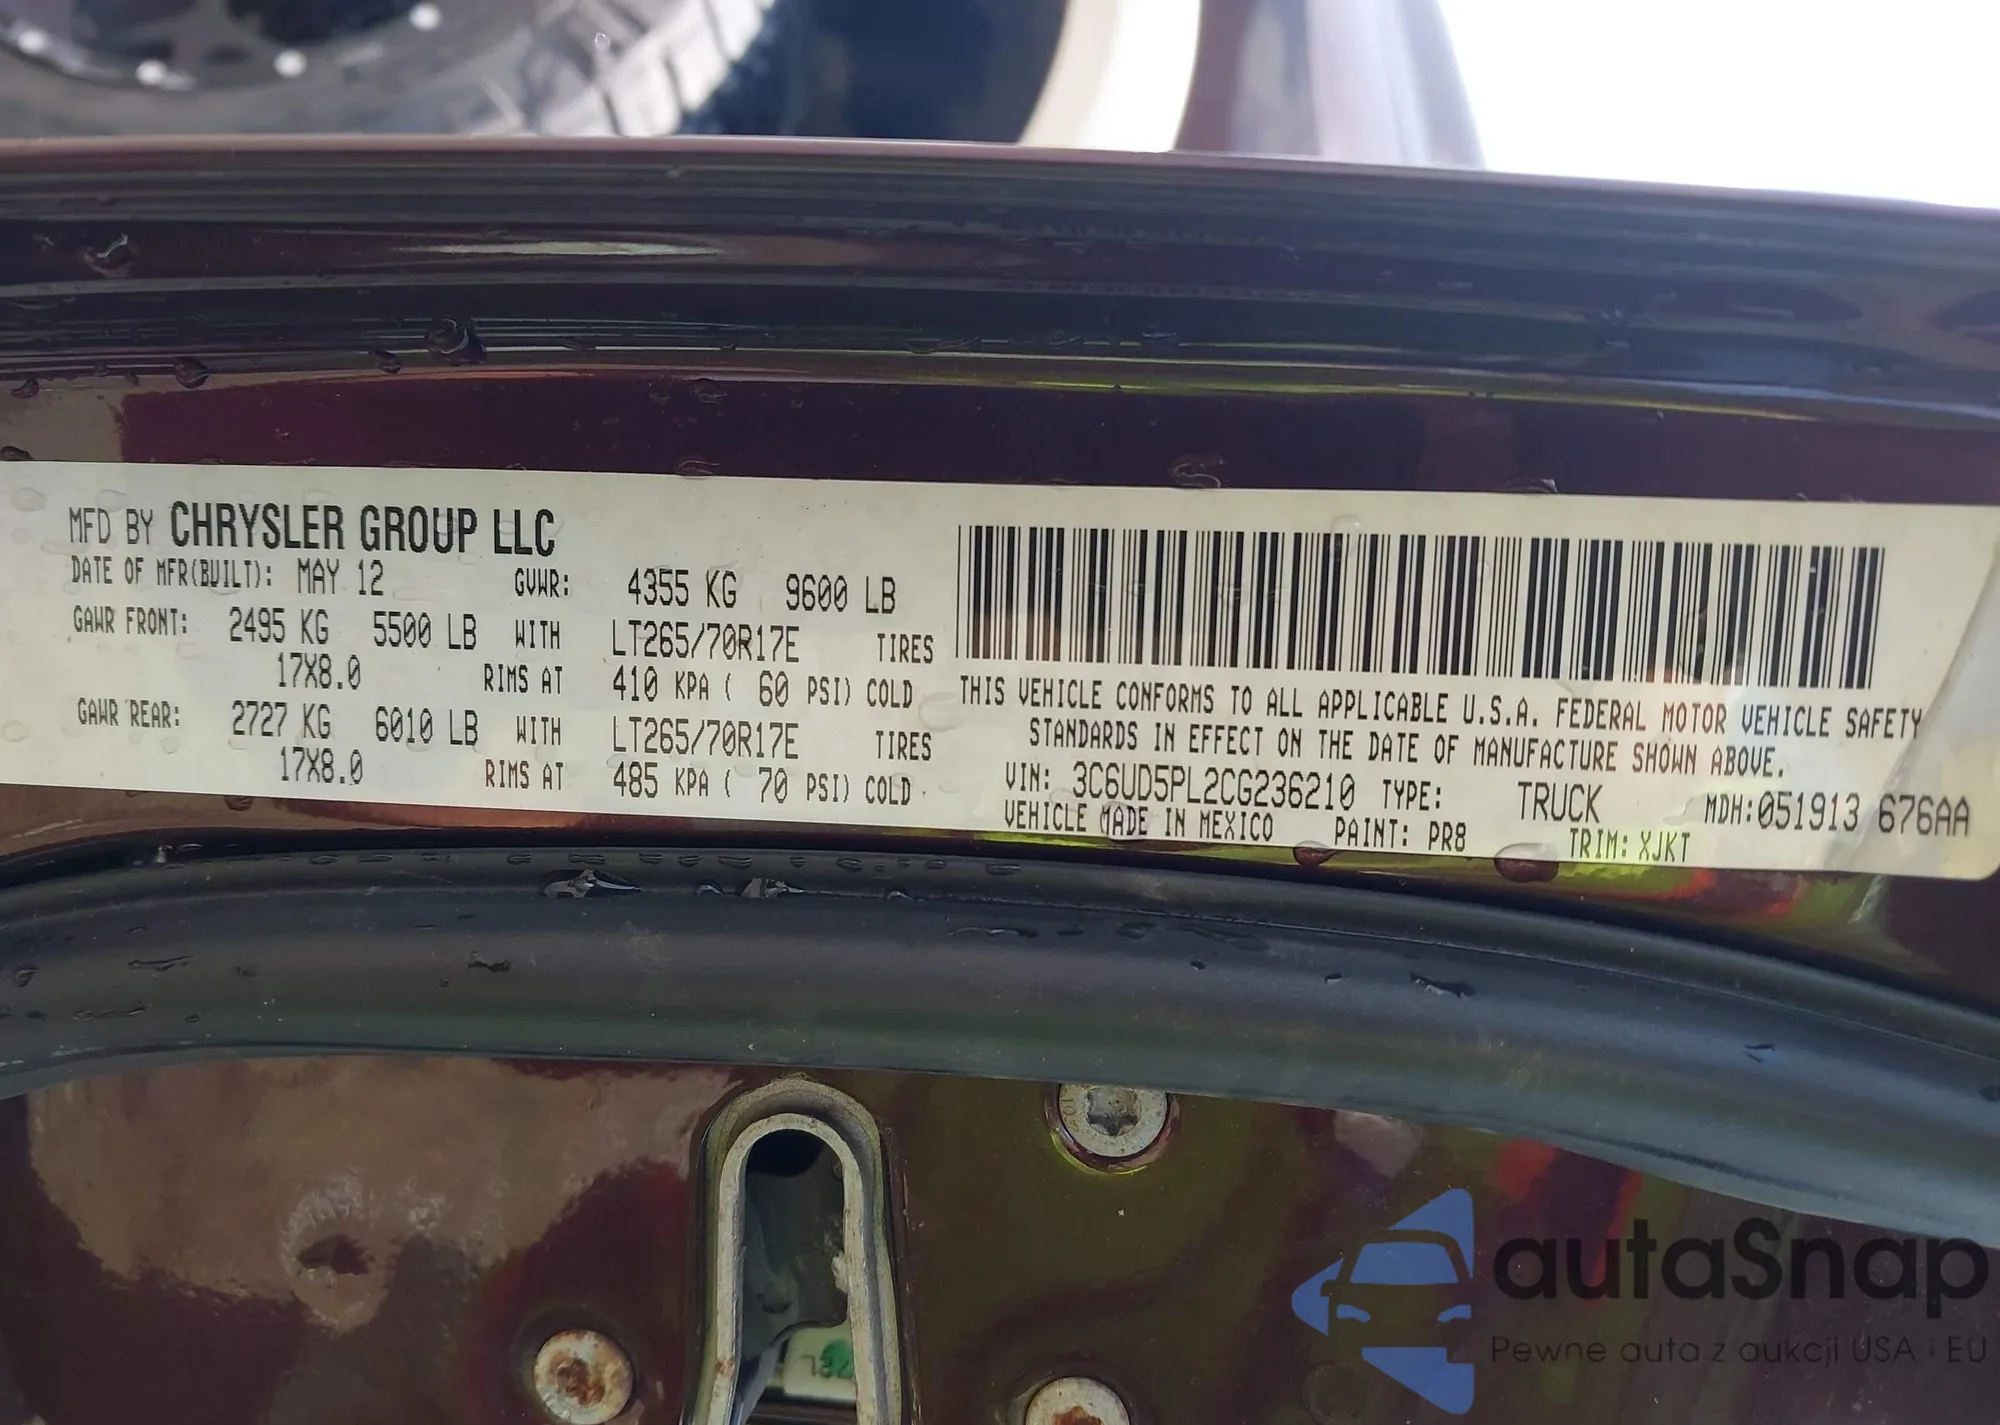 MFD BY CHRYSLER GROUP LLC
DATE OF MFR(BUILT): MAY 12 GVWR: 4355 KG 9600 LB
GAWR FRONT: 2495 KG 5500 LB WITH LT265/70R17E TIRES
17X8.0 RIMS AT 410 KPA ( 60 PSI) COLD
GAWR REAR: 2727 KG 6010 LB WITH LT265/70R17E TIRES
17X8.0 RIMS AT 485 KPA ( 70 PSI) COLD
THIS VEHICLE CONFORMS TO ALL APPLICABLE U.S.A. FEDERAL MOTOR VEHICLE SAFETY
STANDARDS IN EFFECT ON THE DATE OF MANUFACTURE SHOWN ABOVE.
VIN: 3C6UD5PL2CG236210 TYPE: TRUCK MDH:051913 676AA
VEHICLE MADE IN MEXICO PAINT: PR8 TRIM: XJKT
autaSnap
Pewne auta z aukcji USA i EU